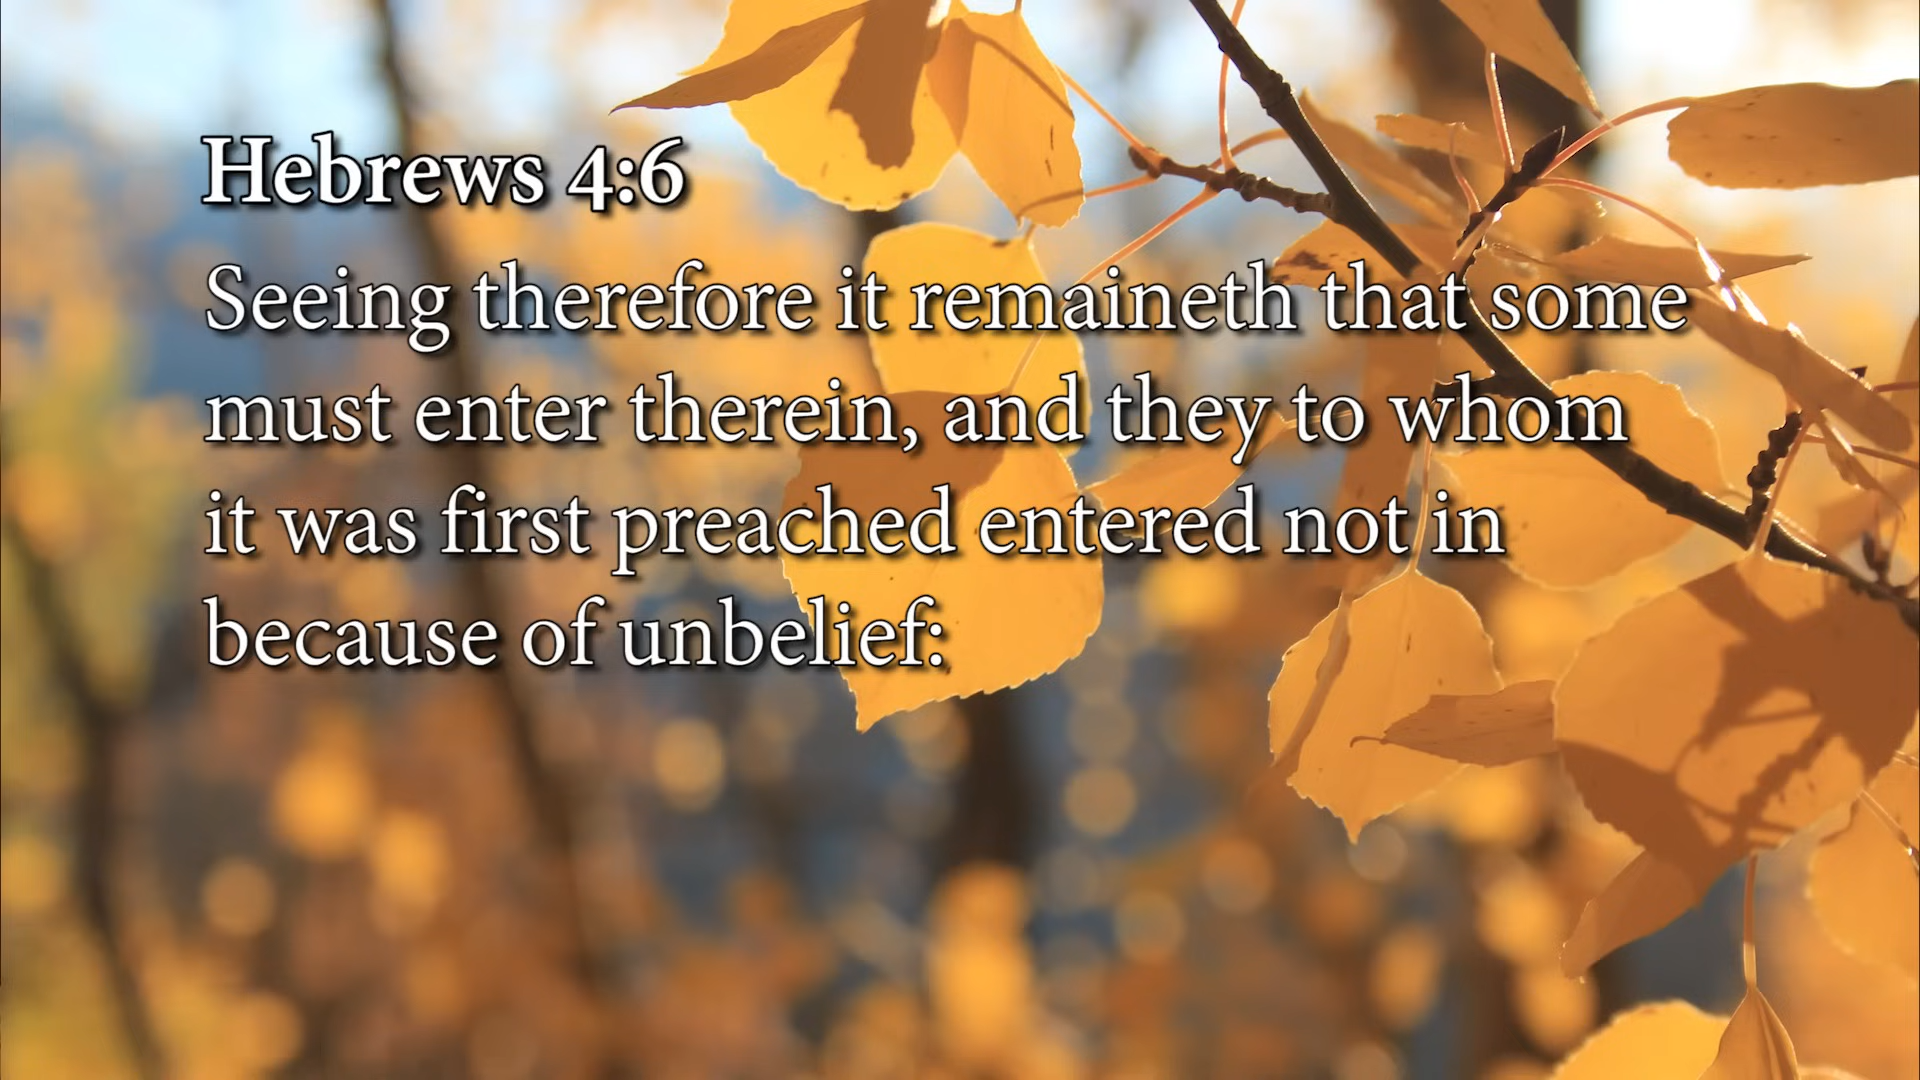 Hebrews 4:6
Seeing therefore it remaineth that some
must enter therein, and they to whom
it was first preached entered not in
because of unbelief: